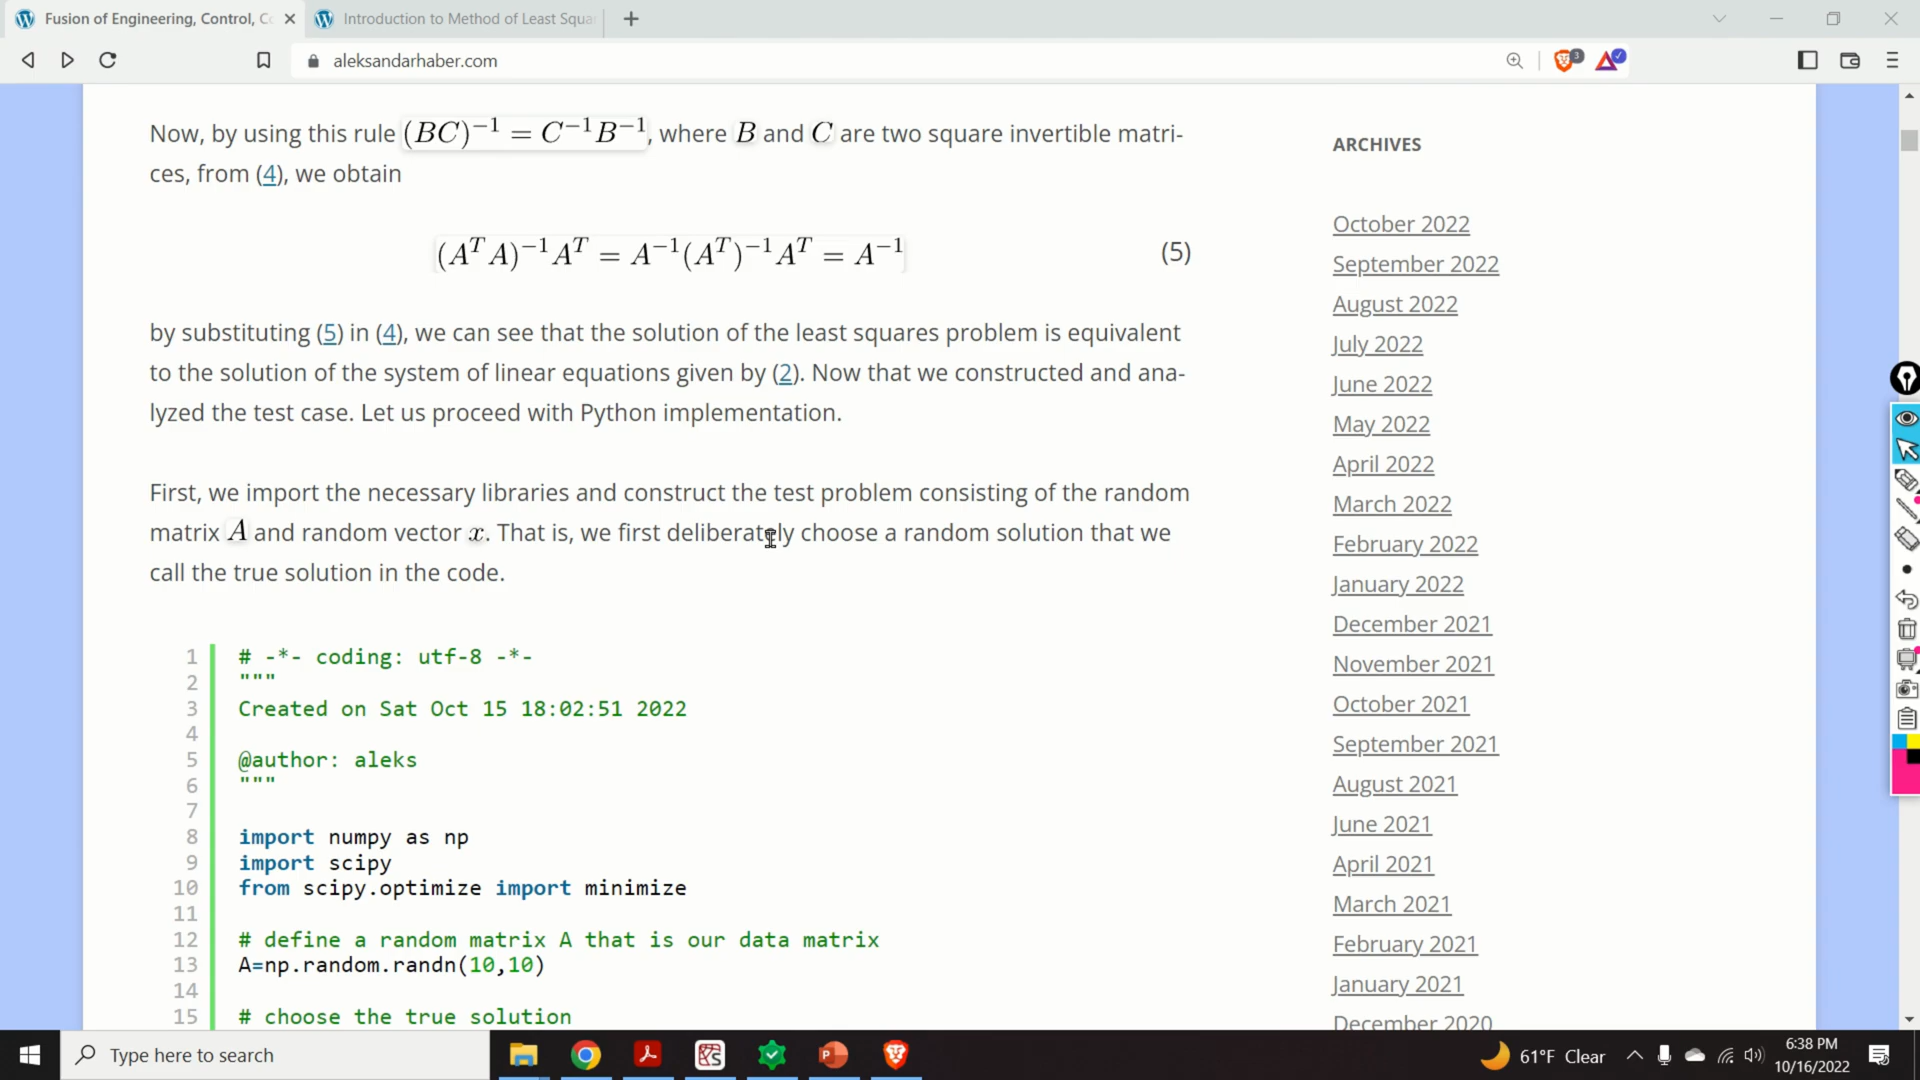 Fusion of Engineering, Control, Co
Introduction to Method of Least Squa
aleksandarhaber.com
3
Now, by using this rule (BC)⁻¹ = C⁻¹B⁻¹, where B and C are two square invertible matri-
ces, from (4), we obtain
(AᵀA)⁻¹Aᵀ = A⁻¹(Aᵀ)⁻¹Aᵀ = A⁻¹ (5)
by substituting (5) in (4), we can see that the solution of the least squares problem is equivalent
to the solution of the system of linear equations given by (2). Now that we constructed and ana-
lyzed the test case. Let us proceed with Python implementation.
First, we import the necessary libraries and construct the test problem consisting of the random
matrix A and random vector x. That is, we first deliberately choose a random solution that we
call the true solution in the code.
1 # -*- coding: utf-8 -*-
2 """
3 Created on Sat Oct 15 18:02:51 2022
4
5 @author: aleks
6 """
7
8 import numpy as np
9 import scipy
10 from scipy.optimize import minimize
11
12 # define a random matrix A that is our data matrix
13 A=np.random.randn(10,10)
14
15 # choose the true solution
ARCHIVES
October 2022
September 2022
August 2022
July 2022
June 2022
May 2022
April 2022
March 2022
February 2022
January 2022
December 2021
November 2021
October 2021
September 2021
August 2021
June 2021
April 2021
March 2021
February 2021
January 2021
December 2020
Type here to search
61°F Clear
6:38 PM
10/16/2022